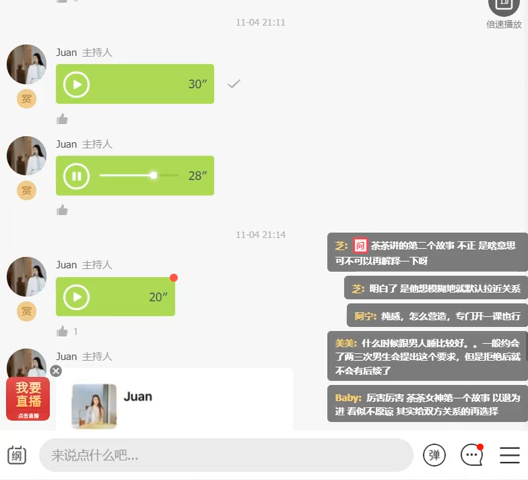 11-04 21:11
倍速播放
Juan 主持人
30"
赏
Juan 主持人
28"
赏
11-04 21:14
Juan 主持人
20"
赏
1
芝: 问 茶茶讲的第二个故事 不正 是啥意思
可不可以再解释一下呀
芝: 明白了 是他想模糊地就默认拉近关系
阿宁: 纯感，怎么营造，专门开一课也行
美美: 什么时候跟男人睡比较好。。一般约会
了两三次男生会提出这个要求，但是拒绝后就
不会有后续了
Baby: 厉害厉害 茶茶女神第一个故事 以退为
进 看似不原谅 其实给双方关系的再选择
Juan 主持人
我要
直播
点击直播
Juan
纲
来说点什么吧...
弹